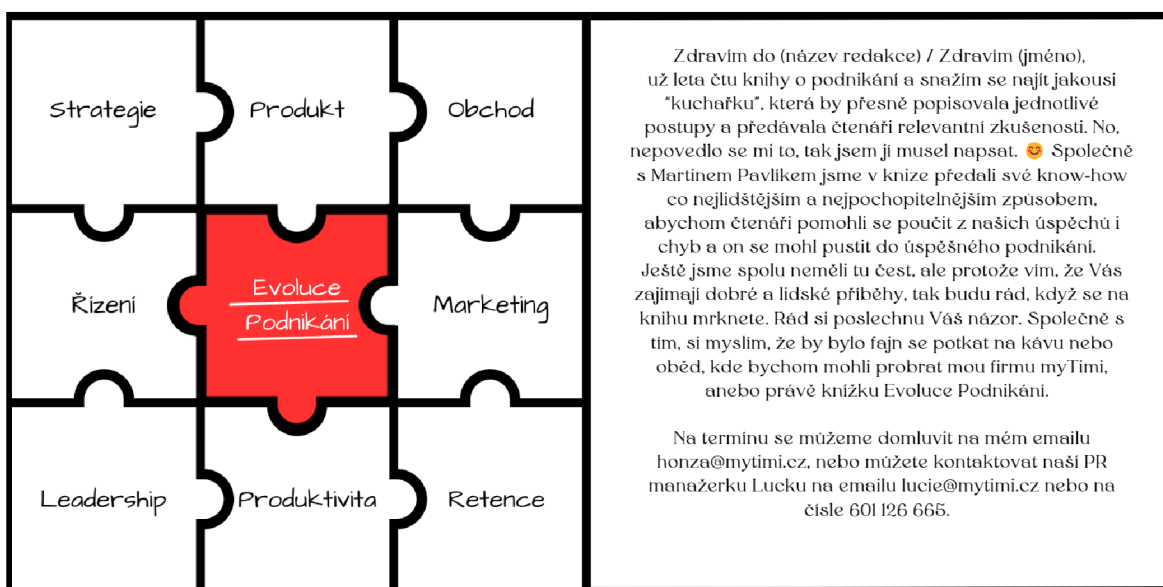 Strategie
Produkt
Obchod
Řízení
Evoluce
Podnikání
Marketing
Leadership
Produktivita
Retence
Zdravím do (název redakce) / Zdravím (jméno),
už leta čtu knihy o podnikání a snažím se najít jakousi
"kuchařku", která by přesně popisovala jednotlivé
postupy a předávala čtenáři relevantní zkušenosti. No,
nepovedlo se mi to, tak jsem jí musel napsat. 😊 Společně
s Martinem Pavlíkem jsme v knize předali své know-how
co nejlidštějším a nejpochopitelnějším způsobem,
abychom čtenáři pomohli se poučit z našich úspěchů i
chyb a on se mohl pustit do úspěšného podnikání.
Ještě jsme spolu neměli tu čest, ale protože vím, že Vás
zajímají dobré a lidské příběhy, tak budu rád, když se na
knihu mrknete. Rád si poslechnu Váš názor. Společně s
tím, si myslím, že by bylo fajn se potkat na kávu nebo
oběd, kde bychom mohli probrat mou firmu myTimi,
anebo právě knížku Evoluce Podnikání.
Na termínu se můžeme domluvit na mém emailu
honza@mytimi.cz, nebo můžete kontaktovat naší PR
manažerku Lucku na emailu lucie@mytimi.cz nebo na
čísle 601 126 665.